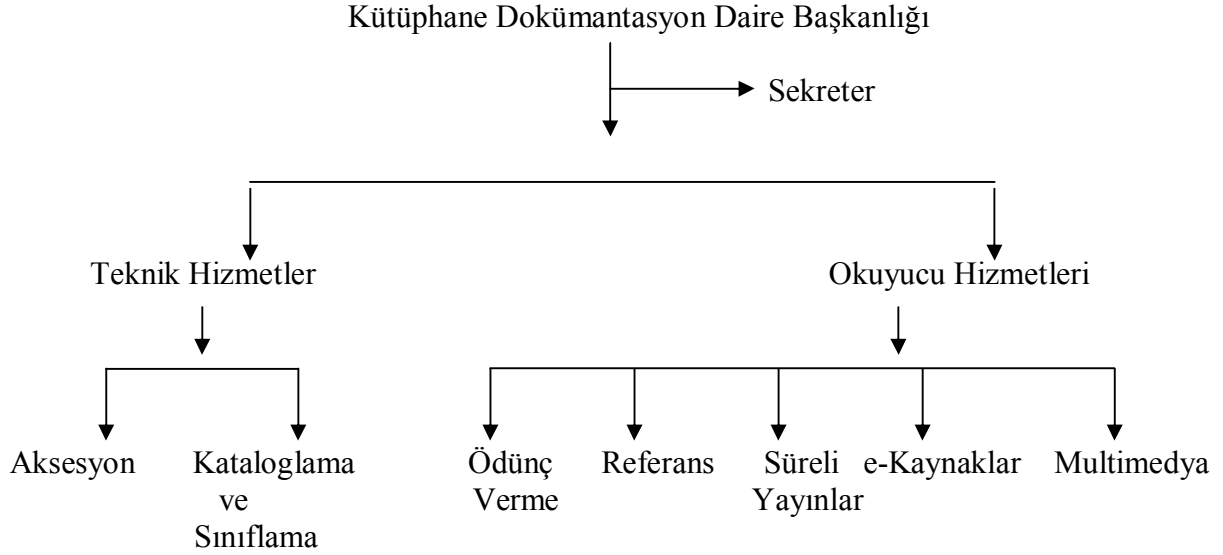 Kütüphane Dokümantasyon Daire Başkanlığı
Sekreter
Teknik Hizmetler
Okuyucu Hizmetleri
Aksesyon
Kataloglama
ve
Sınıflama
Ödünç
Verme
Referans
Süreli
Yayınlar
e-Kaynaklar
Multimedya